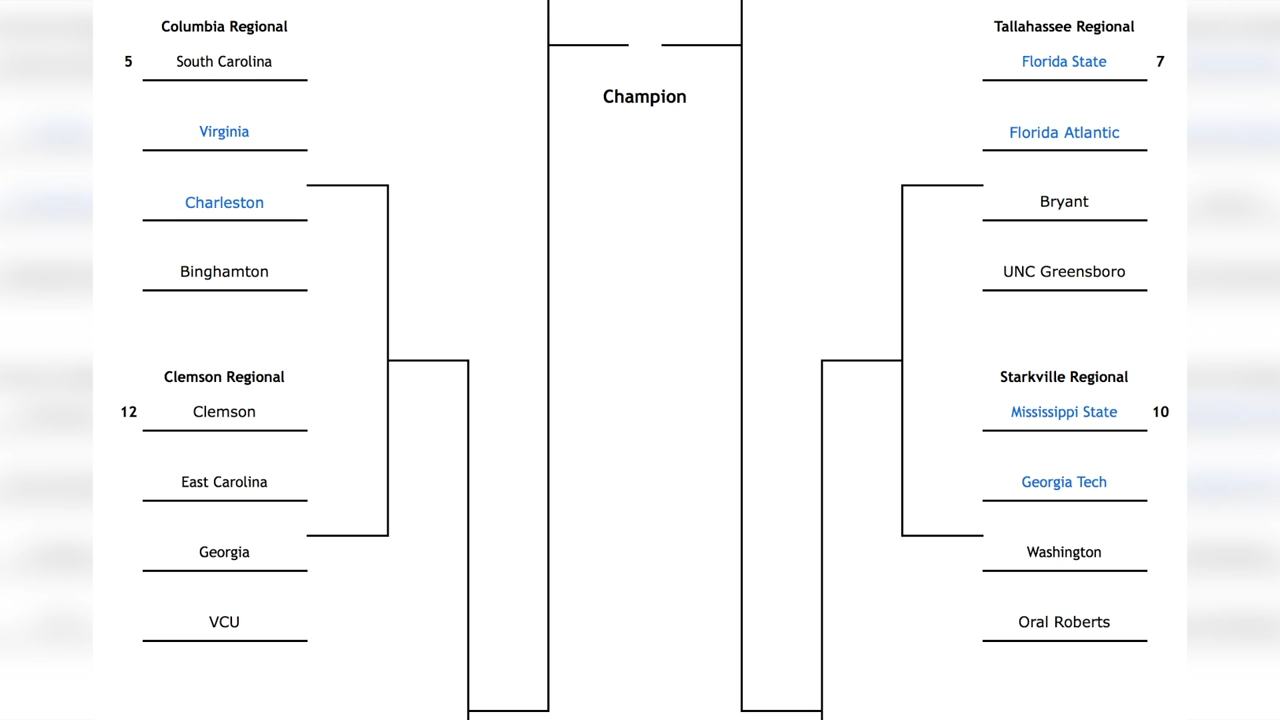 Columbia Regional
5 South Carolina
Virginia
Charleston
Binghamton
Clemson Regional
12 Clemson
East Carolina
Georgia
VCU
Champion
Tallahassee Regional
Florida State 7
Florida Atlantic
Bryant
UNC Greensboro
Starkville Regional
Mississippi State 10
Georgia Tech
Washington
Oral Roberts